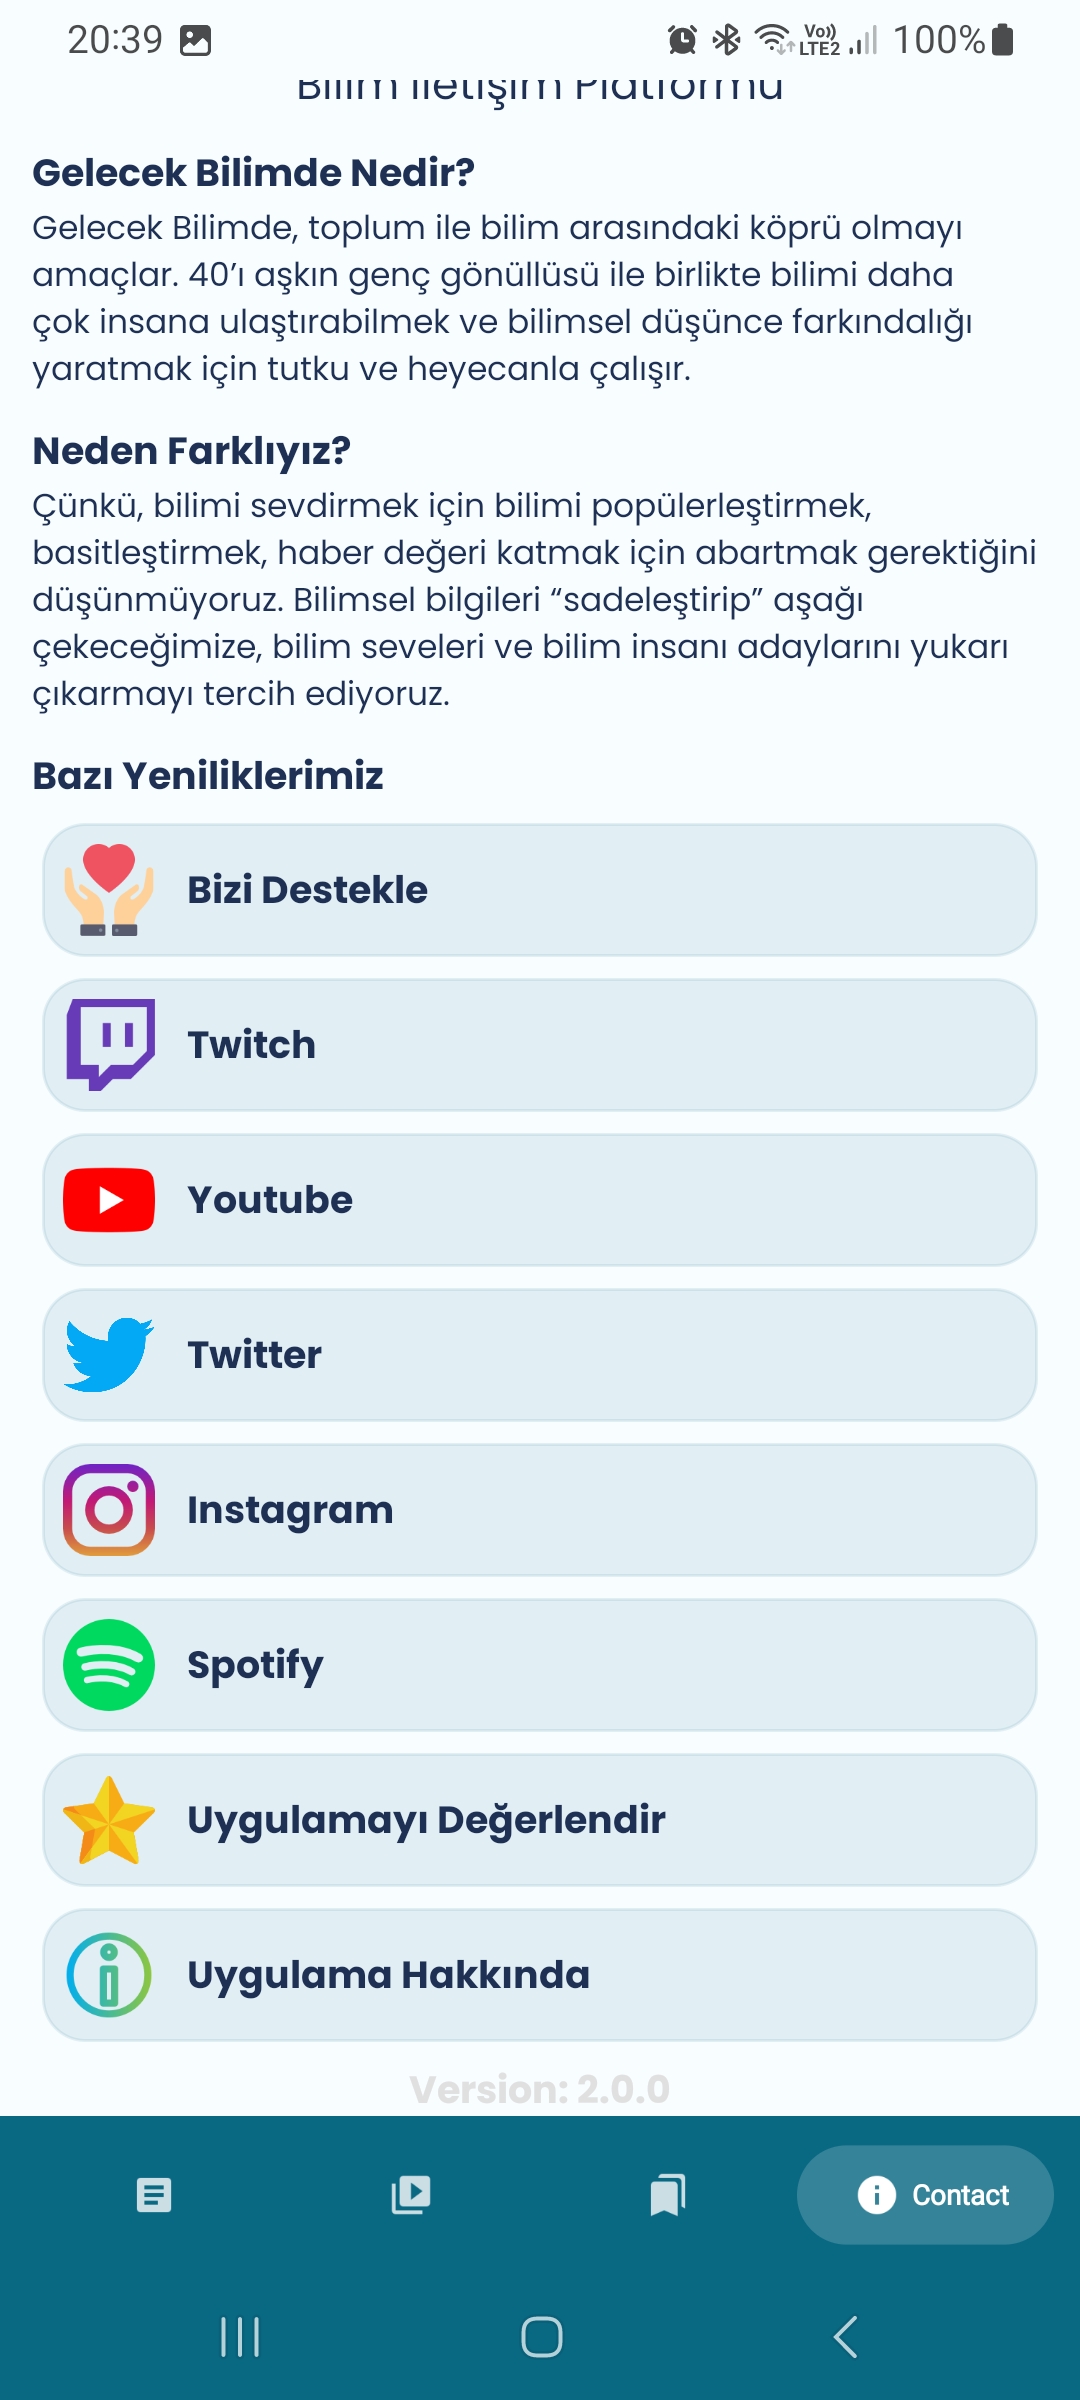 20:39
Vo))
LTE2
100%
Bilim İletişim Platformu
Gelecek Bilimde Nedir?
Gelecek Bilimde, toplum ile bilim arasındaki köprü olmayı
amaçlar. 40’ı aşkın genç gönüllüsü ile birlikte bilimi daha
çok insana ulaştırabilmek ve bilimsel düşünce farkındalığı
yaratmak için tutku ve heyecanla çalışır.
Neden Farklıyız?
Çünkü, bilimi sevdirmek için bilimi popülerleştirmek,
basitleştirmek, haber değeri katmak için abartmak gerektiğini
düşünmüyoruz. Bilimsel bilgileri “sadeleştirip” aşağı
çekeceğimize, bilim seveleri ve bilim insanı adaylarını yukarı
çıkarmayı tercih ediyoruz.
Bazı Yeniliklerimiz
Bizi Destekle
Twitch
Youtube
Twitter
Instagram
Spotify
Uygulamayı Değerlendir
Uygulama Hakkında
Version: 2.0.0
Contact